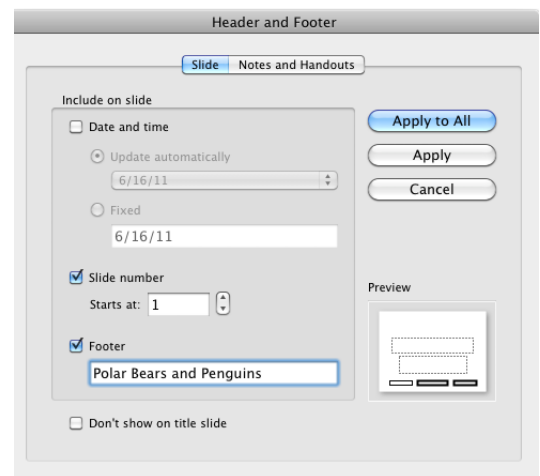 Header and Footer
Slide Notes and Handouts
Include on slide
Date and time
Update automatically
6/16/11
Fixed
6/16/11
Slide number
Starts at: 1
Footer
Polar Bears and Penguins
Don't show on title slide
Apply to All
Apply
Cancel
Preview